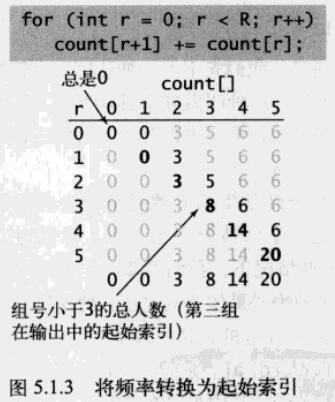 for (int r = 0; r < R; r++)
count[r+1] += count[r];
总是0
count[]
r 0 1 2 3 4 5
0 0 0 3 5 6 6
1 0 0 3 5 6 6
2 0 0 3 5 6 6
3 0 0 3 8 6 6
4 0 0 3 8 14 6
5 0 0 3 8 14 20
0 0 3 8 14 20
组号小于3的总人数（第三组
在输出中的起始索引）
图 5.1.3 将频率转换为起始索引